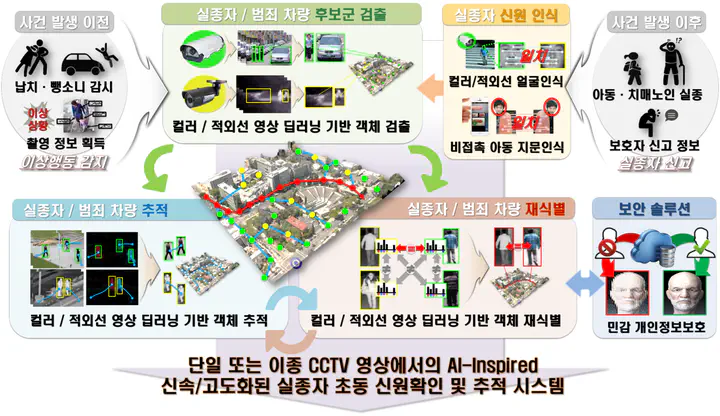 사건 발생 이전
납치 · 뺑소니 감시
이상
상황
촬영 정보 획득
이상행동 감지
실종자 / 범죄 차량 후보군 검출
컬러 / 적외선 영상 딥러닝 기반 객체 검출
실종자 신원 인식
일치
컬러/적외선 얼굴인식
일치
비접촉 아동 지문인식
사건 발생 이후
아동 · 치매노인 실종
보호자 신고 정보
실종자 신고
실종자 / 범죄 차량 추적
컬러 / 적외선 영상 딥러닝 기반 객체 추적
실종자 / 범죄 차량 재식별
컬러 / 적외선 영상 딥러닝 기반 객체 재식별
보안 솔루션
민감 개인정보보호
단일 또는 이종 CCTV 영상에서의 AI-Inspired
신속/고도화된 실종자 초동 신원확인 및 추적 시스템